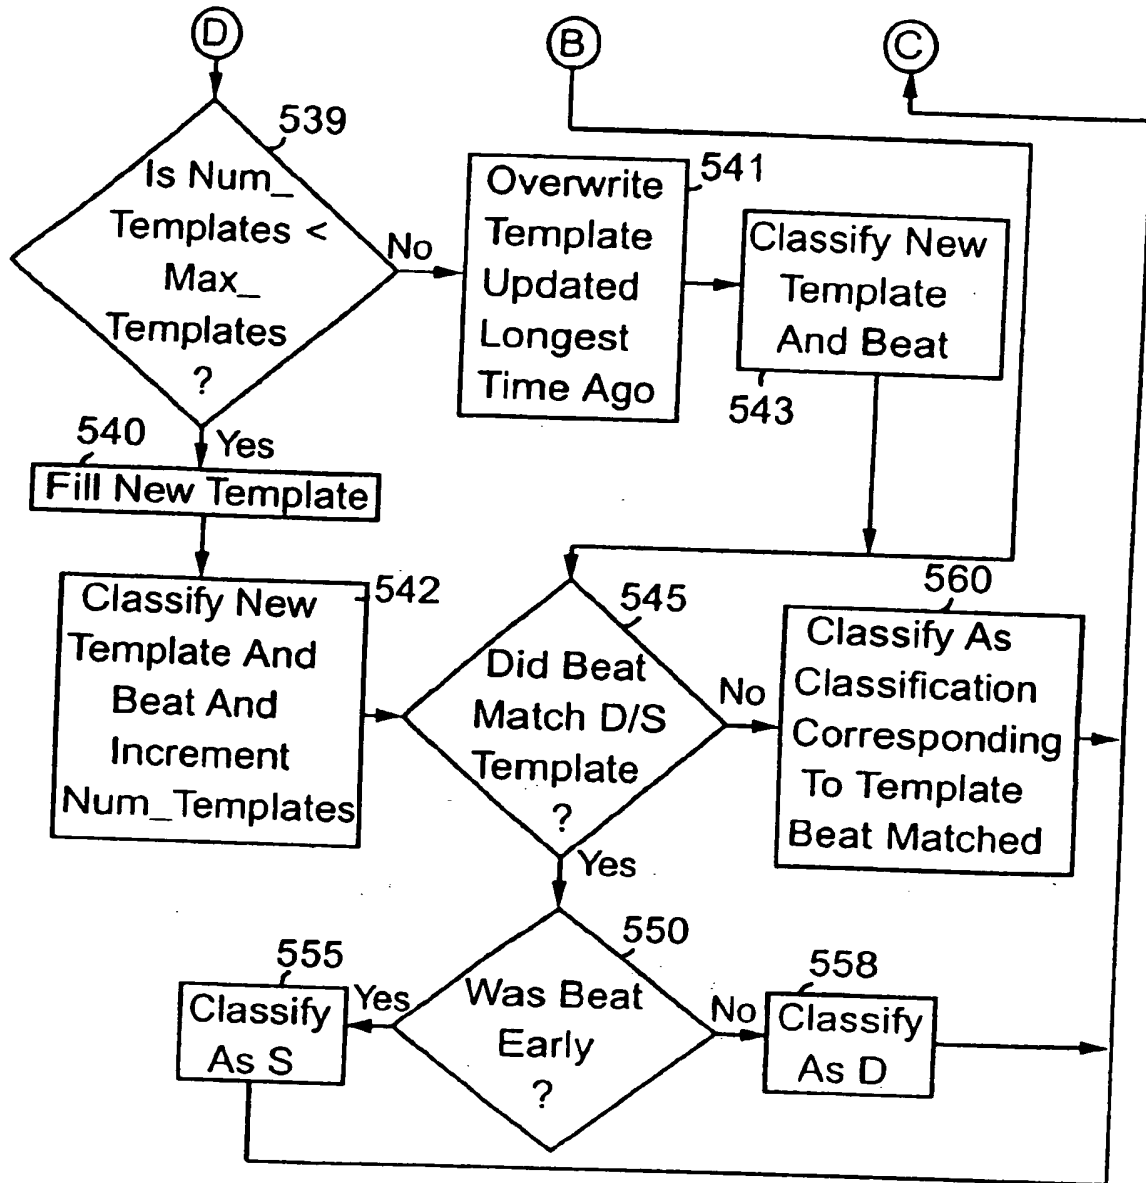 D
B
C
539
Is Num_
Templates <
Max_
Templates
?
No
Yes
541
Overwrite
Template
Updated
Longest
Time Ago
Classify New
Template
And Beat
543
540
Fill New Template
542
Classify New
Template And
Beat And
Increment
Num_Templates
545
Did Beat
Match D/S
Template
?
No
Yes
560
Classify As
Classification
Corresponding
To Template
Beat Matched
550
Was Beat
Early
?
Yes
No
555
Classify
As S
558
Classify
As D